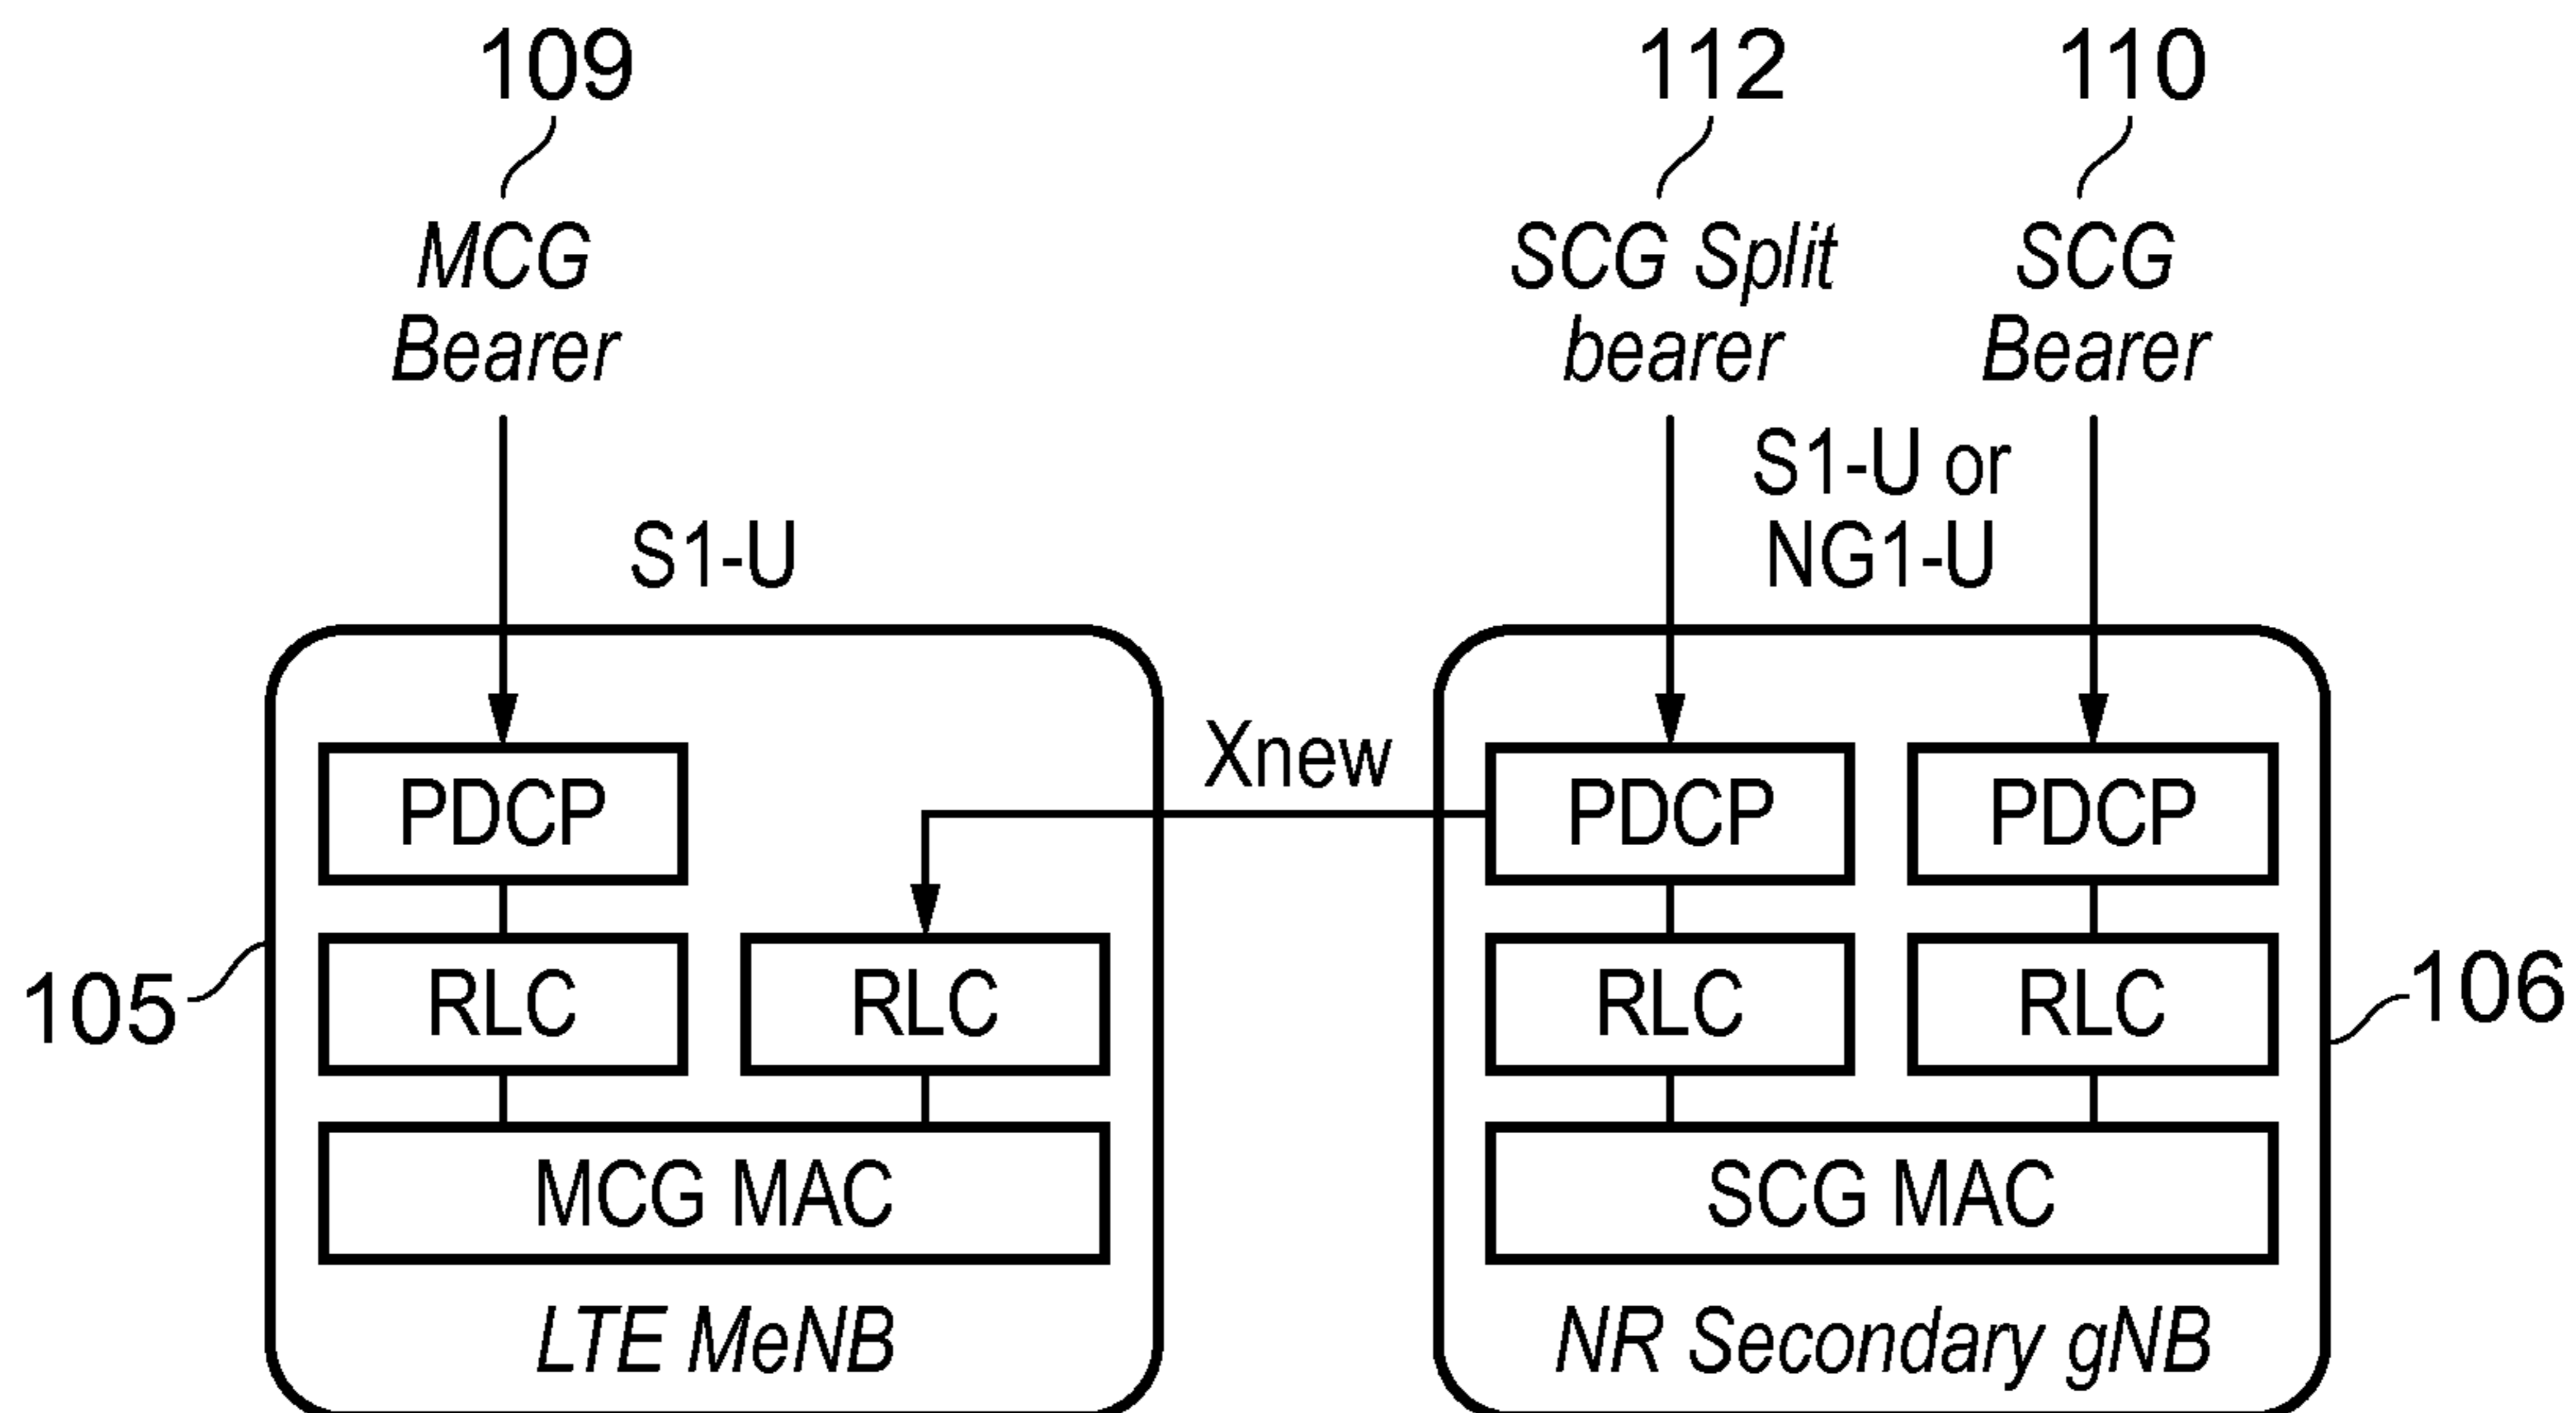 109
112
110
MCG
Bearer
SCG Split
bearer
SCG
Bearer
S1-U
S1-U or
NG1-U
Xnew
PDCP
PDCP
PDCP
RLC
RLC
RLC
RLC
105
106
MCG MAC
SCG MAC
LTE MeNB
NR Secondary gNB